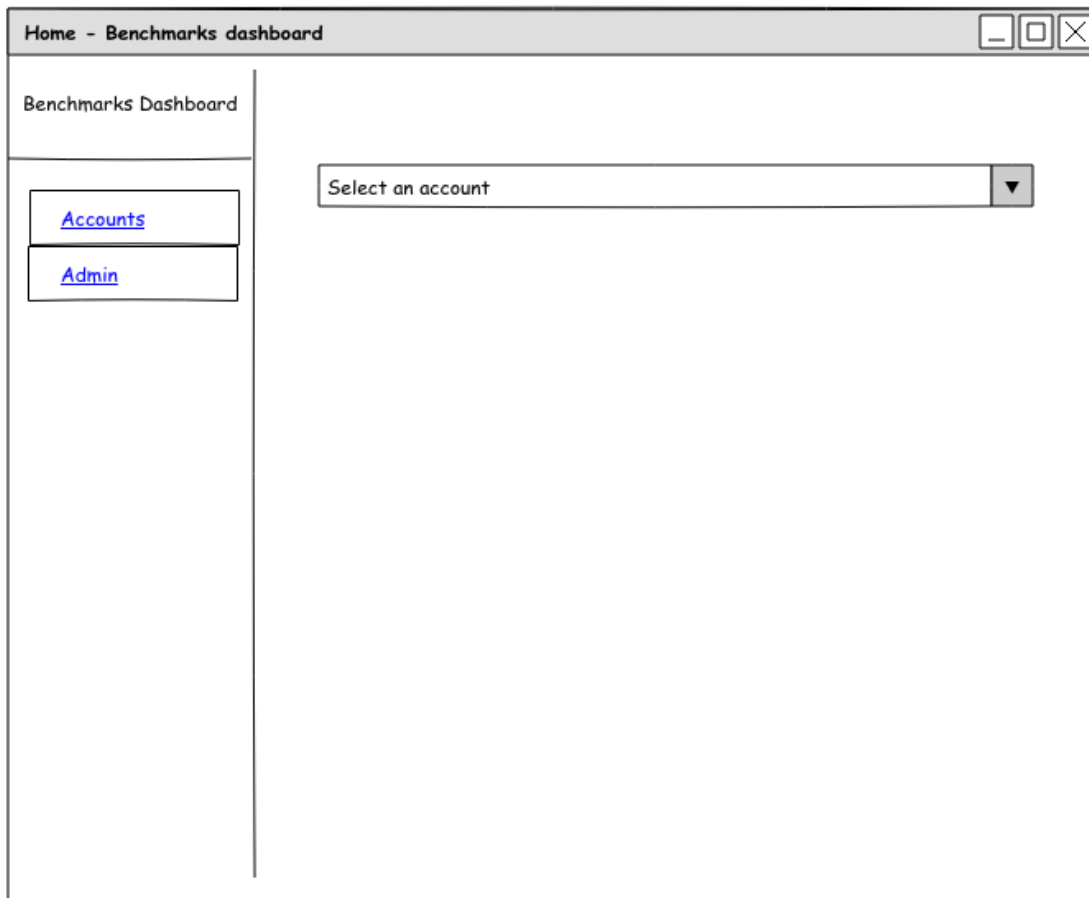 Home - Benchmarks dashboard
Benchmarks Dashboard
Select an account
Accounts
Admin